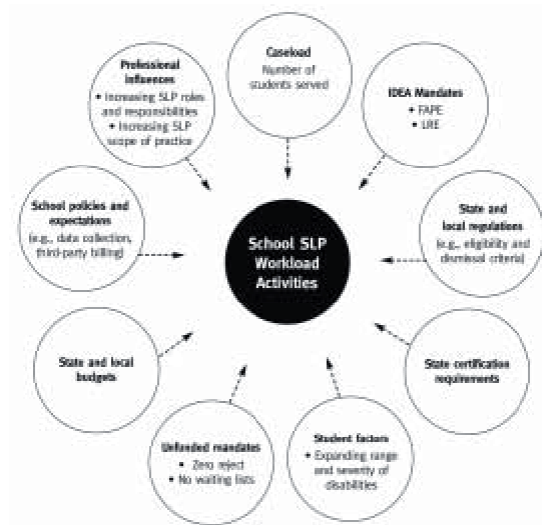 Caseload
Number of
students served
IDEA Mandates
• FAPE
• LRE
State and
local regulations
(e.g., eligibility and
dismissal criteria)
State certification
requirements
Student factors
• Expanding range
and severity of
disabilities
Unfunded mandates
• Zero reject
• No waiting lists
State and local
budgets
School policies and
expectations
(e.g., data collection,
third-party billing)
Professional
influences
• Increasing SLP roles
and responsibilities
• Increasing SLP
scope of practice
School SLP
Workload
Activities